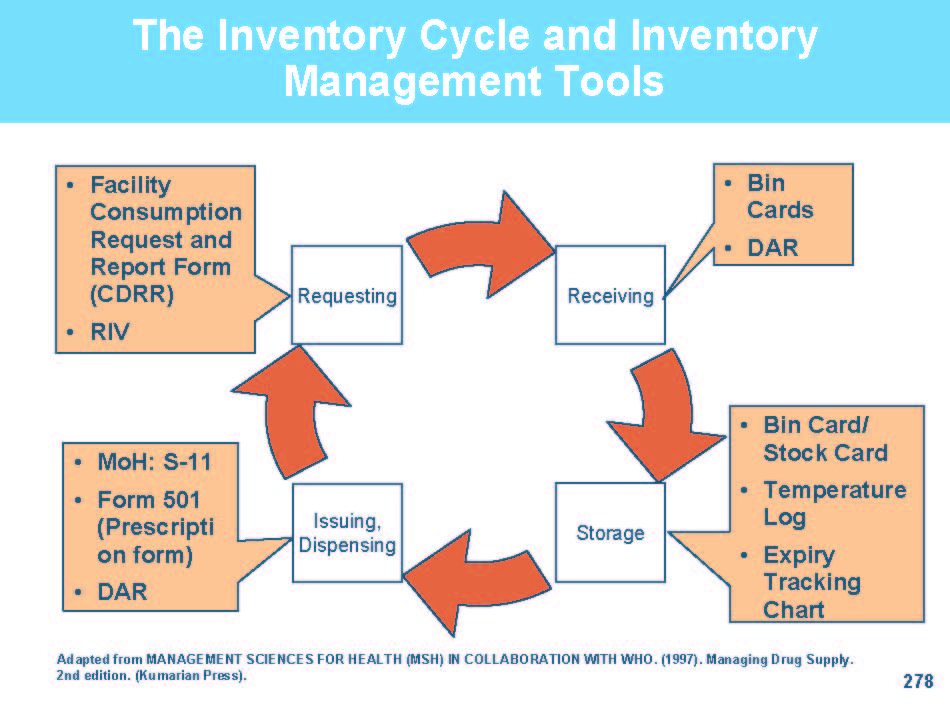 The Inventory Cycle and Inventory
Management Tools
• Facility
Consumption
Request and
Report Form
(CDRR)
• RIV
Requesting
Receiving
• Bin
Cards
• DAR
• Bin Card/
Stock Card
• Temperature
Log
• Expiry
Tracking
Chart
Storage
Issuing,
Dispensing
• MoH: S-11
• Form 501
(Prescripti
on form)
• DAR
Adapted from MANAGEMENT SCIENCES FOR HEALTH (MSH) IN COLLABORATION WITH WHO. (1997). Managing Drug Supply.
2nd edition. (Kumarian Press).
278